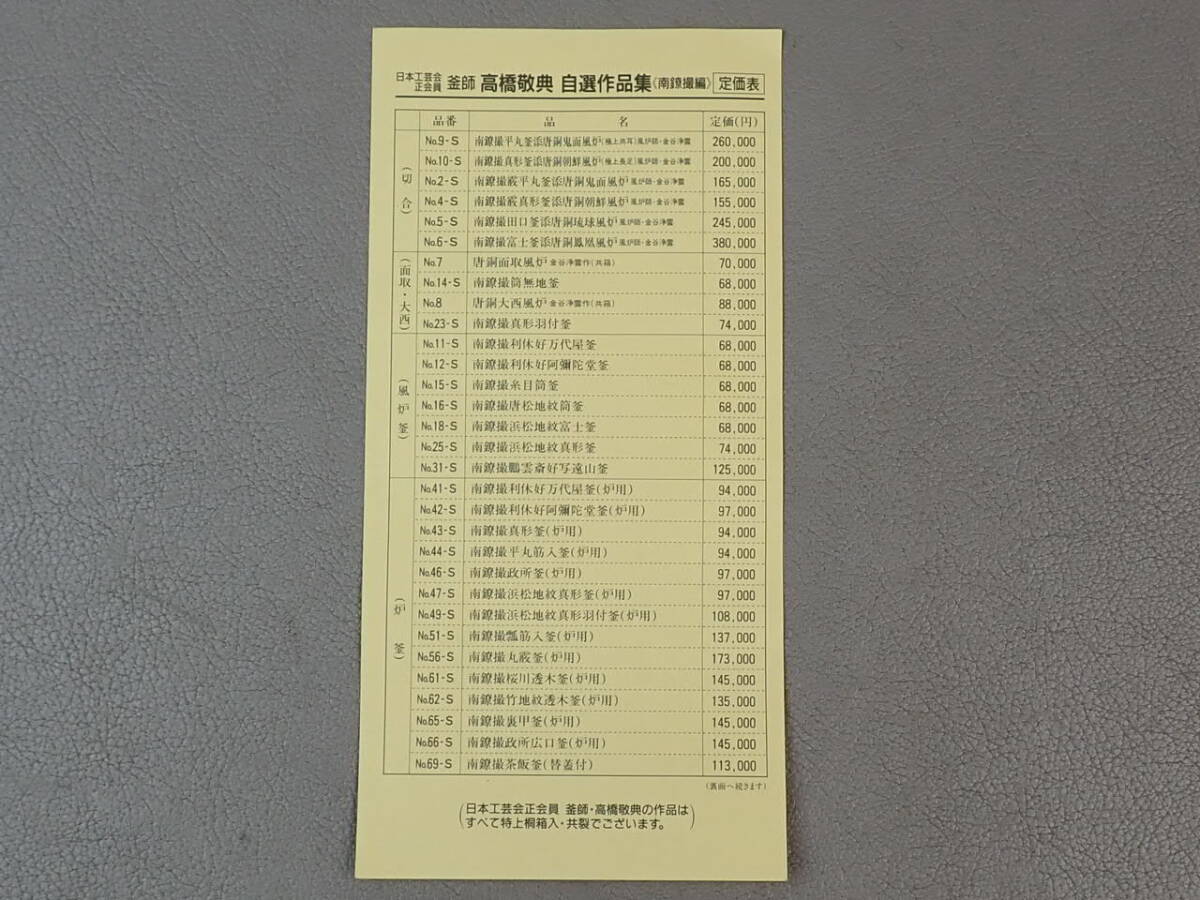 日本工芸会
正会員 釜師 高橋敬典 自選作品集《南鐐撮編》 定価表
品番 品名 定価(円)
(切合)
No.9-S 南鐐撮平丸釜添唐銅鬼面風炉(極上共耳)風炉師・金谷浄雲 260,000
No.10-S 南鐐撮真形釜添唐銅朝鮮風炉(極上長足)風炉師・金谷浄雲 200,000
No.2-S 南鐐撮霰平丸釜添唐銅鬼面風炉 風炉師・金谷浄雲 165,000
No.4-S 南鐐撮霰真形釜添唐銅朝鮮風炉 風炉師・金谷浄雲 155,000
No.5-S 南鐐撮田口釜添唐銅琉球風炉 風炉師・金谷浄雲 245,000
No.6-S 南鐐撮富士釜添唐銅鳳凰風炉 風炉師・金谷浄雲 380,000
(面取・大西)
No.7 唐銅面取風炉 金谷浄雲作(共箱) 70,000
No.14-S 南鐐撮筒無地釜 68,000
No.8 唐銅大西風炉 金谷浄雲作(共箱) 88,000
No.23-S 南鐐撮真形羽付釜 74,000
(風炉釜)
No.11-S 南鐐撮利休好万代屋釜 68,000
No.12-S 南鐐撮利休好阿彌陀堂釜 68,000
No.15-S 南鐐撮糸目筒釜 68,000
No.16-S 南鐐撮唐松地紋筒釜 68,000
No.18-S 南鐐撮浜松地紋富士釜 68,000
No.25-S 南鐐撮浜松地紋真形釜 74,000
No.31-S 南鐐撮鵬雲斎好写遠山釜 125,000
(炉釜)
No.41-S 南鐐撮利休好万代屋釜(炉用) 94,000
No.42-S 南鐐撮利休好阿彌陀堂釜(炉用) 97,000
No.43-S 南鐐撮真形釜(炉用) 94,000
No.44-S 南鐐撮平丸筋入釜(炉用) 94,000
No.46-S 南鐐撮政所釜(炉用) 97,000
No.47-S 南鐐撮浜松地紋真形釜(炉用) 97,000
No.49-S 南鐐撮浜松地紋真形羽付釜(炉用) 108,000
No.51-S 南鐐撮瓢筋入釜(炉用) 137,000
No.56-S 南鐐撮丸霰釜(炉用) 173,000
No.61-S 南鐐撮桜川透木釜(炉用) 145,000
No.62-S 南鐐撮竹地紋透木釜(炉用) 135,000
No.65-S 南鐐撮裏甲釜(炉用) 145,000
No.66-S 南鐐撮政所広口釜(炉用) 145,000
No.69-S 南鐐撮茶飯釜(替蓋付) 113,000
(裏面へ続きます)
(日本工芸会正会員 釜師・高橋敬典の作品は
すべて特上桐箱入・共裂でございます。)